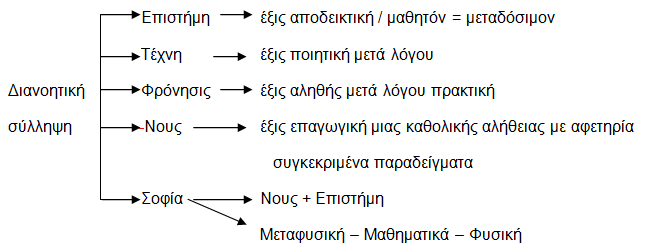 Επιστήμη έξις αποδεικτική / μαθητόν = μεταδόσιμον
Τέχνη έξις ποιητική μετά λόγου
Διανοητική Φρόνησις έξις αληθής μετά λόγου πρακτική
σύλληψη -Νους έξις επαγωγική μιας καθολικής αλήθειας με αφετηρία
συγκεκριμένα παραδείγματα
Σοφία Νους + Επιστήμη
Μεταφυσική – Μαθηματικά – Φυσική